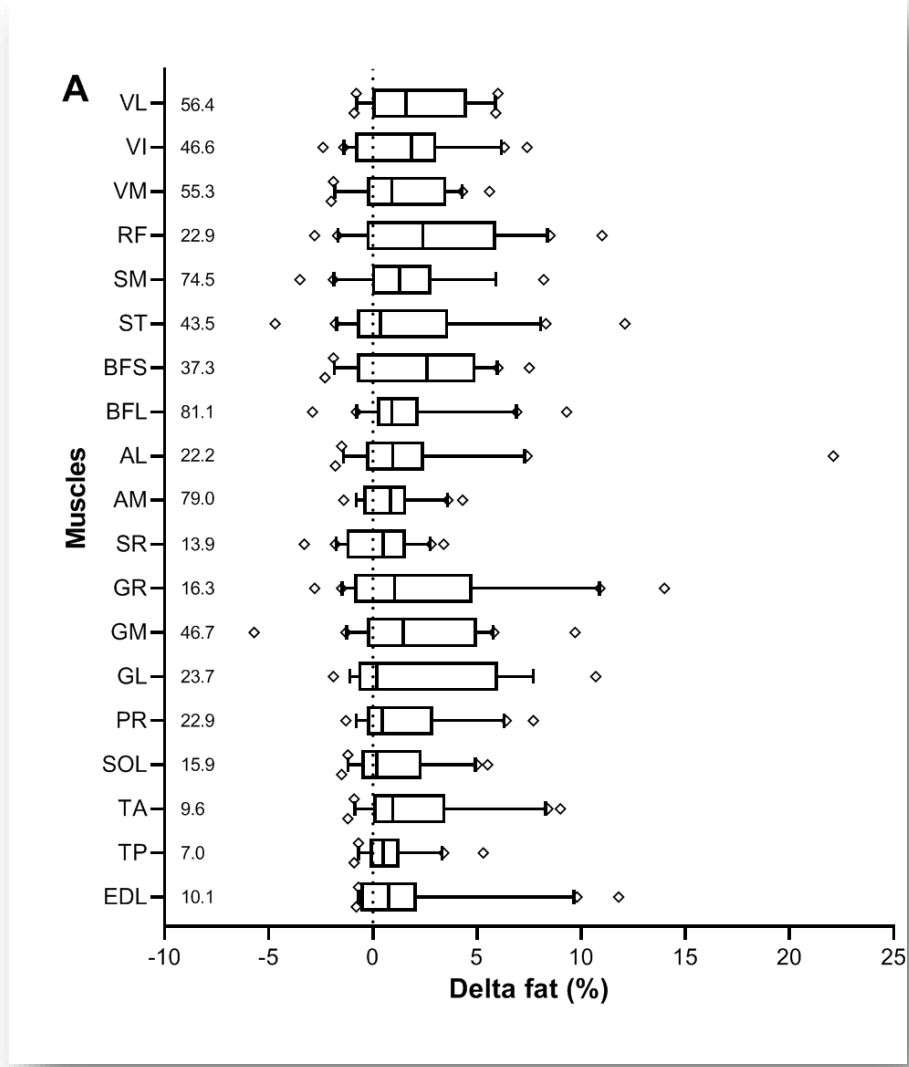 A
VL 56.4
VI 46.6
VM 55.3
RF 22.9
SM 74.5
ST 43.5
BFS 37.3
BFL 81.1
AL 22.2
AM 79.0
SR 13.9
GR 16.3
GM 46.7
GL 23.7
PR 22.9
SOL 15.9
TA 9.6
TP 7.0
EDL 10.1
Muscles
-10 -5 0 5 10 15 20 25
Delta fat (%)